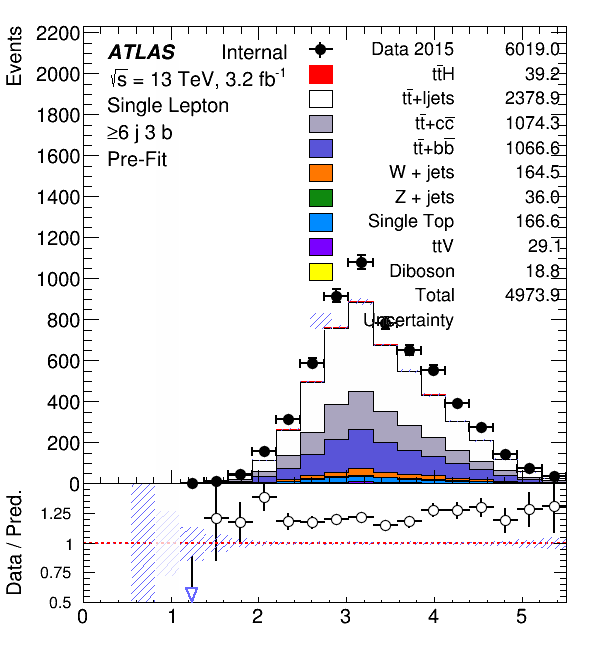 Events
2200
2000
1800
1600
1400
1200
1000
800
600
400
200
0
ATLAS Internal
√s = 13 TeV, 3.2 fb⁻¹
Single Lepton
≥6 j 3 b
Pre-Fit
Data 2015 6019.0
tt̄H 39.2
tt̄+ljets 2378.9
tt̄+cc̄ 1074.3
tt̄+bb̄ 1066.6
W + jets 164.5
Z + jets 36.0
Single Top 166.6
ttV 29.1
Diboson 18.8
Total 4973.9
Uncertainty
Data / Pred.
1.25
1
0.75
0.5
0 1 2 3 4 5